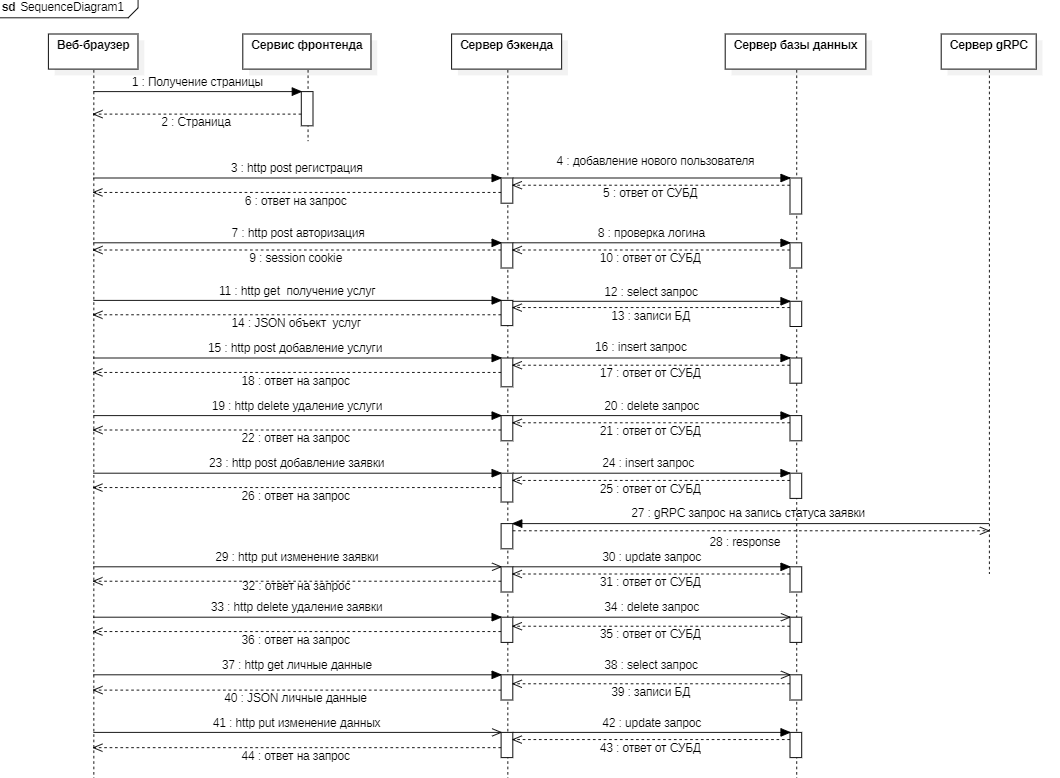 sd SequenceDiagram1
Веб-браузер
Сервис фронтенда
Сервер бэкенда
Сервер базы данных
Сервер gRPC
1 : Получение страницы
2 : Страница
3 : http post регистрация
4 : добавление нового пользователя
5 : ответ от СУБД
6 : ответ на запрос
7 : http post авторизация
8 : проверка логина
9 : session cookie
10 : ответ от СУБД
11 : http get  получение услуг
12 : select запрос
13 : записи БД
14 : JSON объект  услуг
15 : http post добавление услуги
16 : insert запрос
17 : ответ от СУБД
18 : ответ на запрос
19 : http delete удаление услуги
20 : delete запрос
21 : ответ от СУБД
22 : ответ на запрос
23 : http post добавление заявки
24 : insert запрос
25 : ответ от СУБД
26 : ответ на запрос
27 : gRPC запрос на запись статуса заявки
28 : response
29 : http put изменение заявки
30 : update запрос
31 : ответ от СУБД
32 : ответ на запрос
33 : http delete удаление заявки
34 : delete запрос
35 : ответ от СУБД
36 : ответ на запрос
37 : http get личные данные
38 : select запрос
39 : записи БД
40 : JSON личные данные
41 : http put изменение данных
42 : update запрос
43 : ответ от СУБД
44 : ответ на запрос